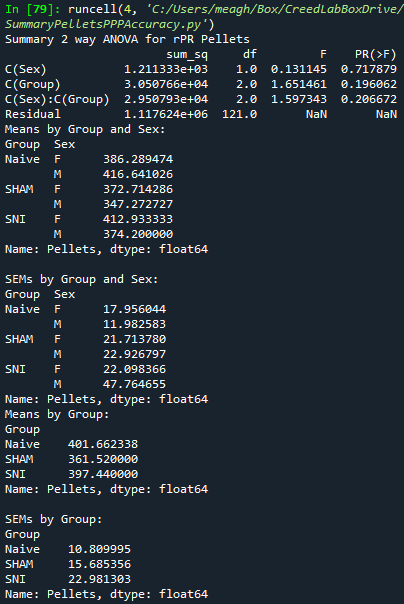 In [79]: runcell(4, 'C:/Users/meagh/Box/CreedLabBoxDrive/
SummaryPelletsPPPAccuracy.py')
Summary 2 way ANOVA for rPR Pellets
sum_sq df F PR(>F)
C(Sex) 1.211333e+03 1.0 0.131145 0.717879
C(Group) 3.050766e+04 2.0 1.651461 0.196062
C(Sex):C(Group) 2.950793e+04 2.0 1.597343 0.206672
Residual 1.117624e+06 121.0 NaN NaN
Means by Group and Sex:
Group Sex
Naive F 386.289474
M 416.641026
SHAM F 372.714286
M 347.272727
SNI F 412.933333
M 374.200000
Name: Pellets, dtype: float64
SEMs by Group and Sex:
Group Sex
Naive F 17.956044
M 11.982583
SHAM F 21.713780
M 22.926797
SNI F 22.098366
M 47.764655
Name: Pellets, dtype: float64
Means by Group:
Group
Naive 401.662338
SHAM 361.520000
SNI 397.440000
Name: Pellets, dtype: float64
SEMs by Group:
Group
Naive 10.809995
SHAM 15.685356
SNI 22.981303
Name: Pellets, dtype: float64